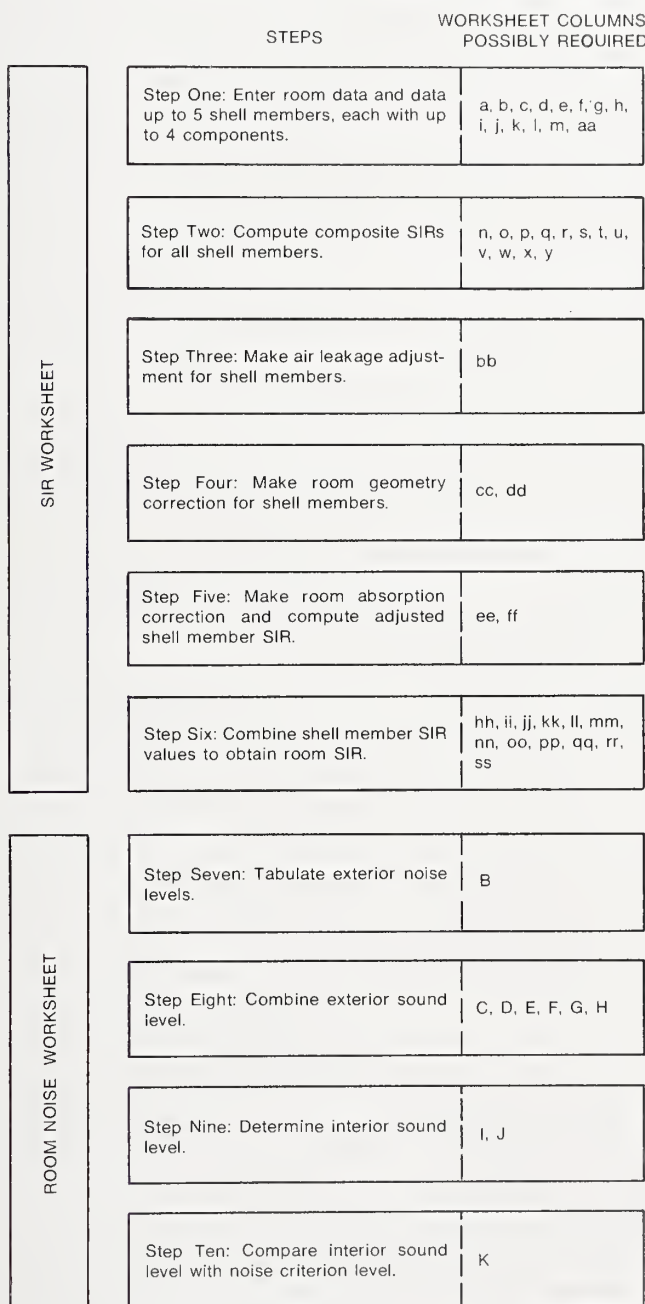 STEPS
WORKSHEET COLUMNS
POSSIBLY REQUIRED
SIR WORKSHEET
Step One: Enter room data and data
up to 5 shell members, each with up
to 4 components.
a, b, c, d, e, f, g, h,
i, j, k, l, m, aa
Step Two: Compute composite SIRs
for all shell members.
n, o, p, q, r, s, t, u,
v, w, x, y
Step Three: Make air leakage adjust-
ment for shell members.
bb
Step Four: Make room geometry
correction for shell members.
cc, dd
Step Five: Make room absorption
correction and compute adjusted
shell member SIR.
ee, ff
Step Six: Combine shell member SIR
values to obtain room SIR.
hh, ii, jj, kk, ll, mm,
nn, oo, pp, qq, rr,
ss
ROOM NOISE WORKSHEET
Step Seven: Tabulate exterior noise
levels.
B
Step Eight: Combine exterior sound
level.
C, D, E, F, G, H
Step Nine: Determine interior sound
level.
I, J
Step Ten: Compare interior sound
level with noise criterion level.
K